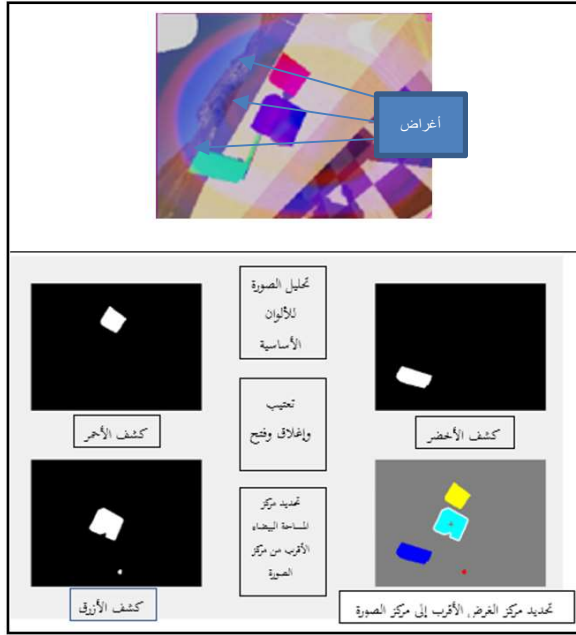 أغراض
تحليل الصورة
للألوان
الأساسية
تعتيب
وإغلاق وفتح
كشف الأحمر
كشف الأخضر
تحديد مركز
المساحة البيضاء
الأقرب من مركز
الصورة
كشف الأزرق
تحديد مركز الغرض الأقرب إلى مركز الصورة